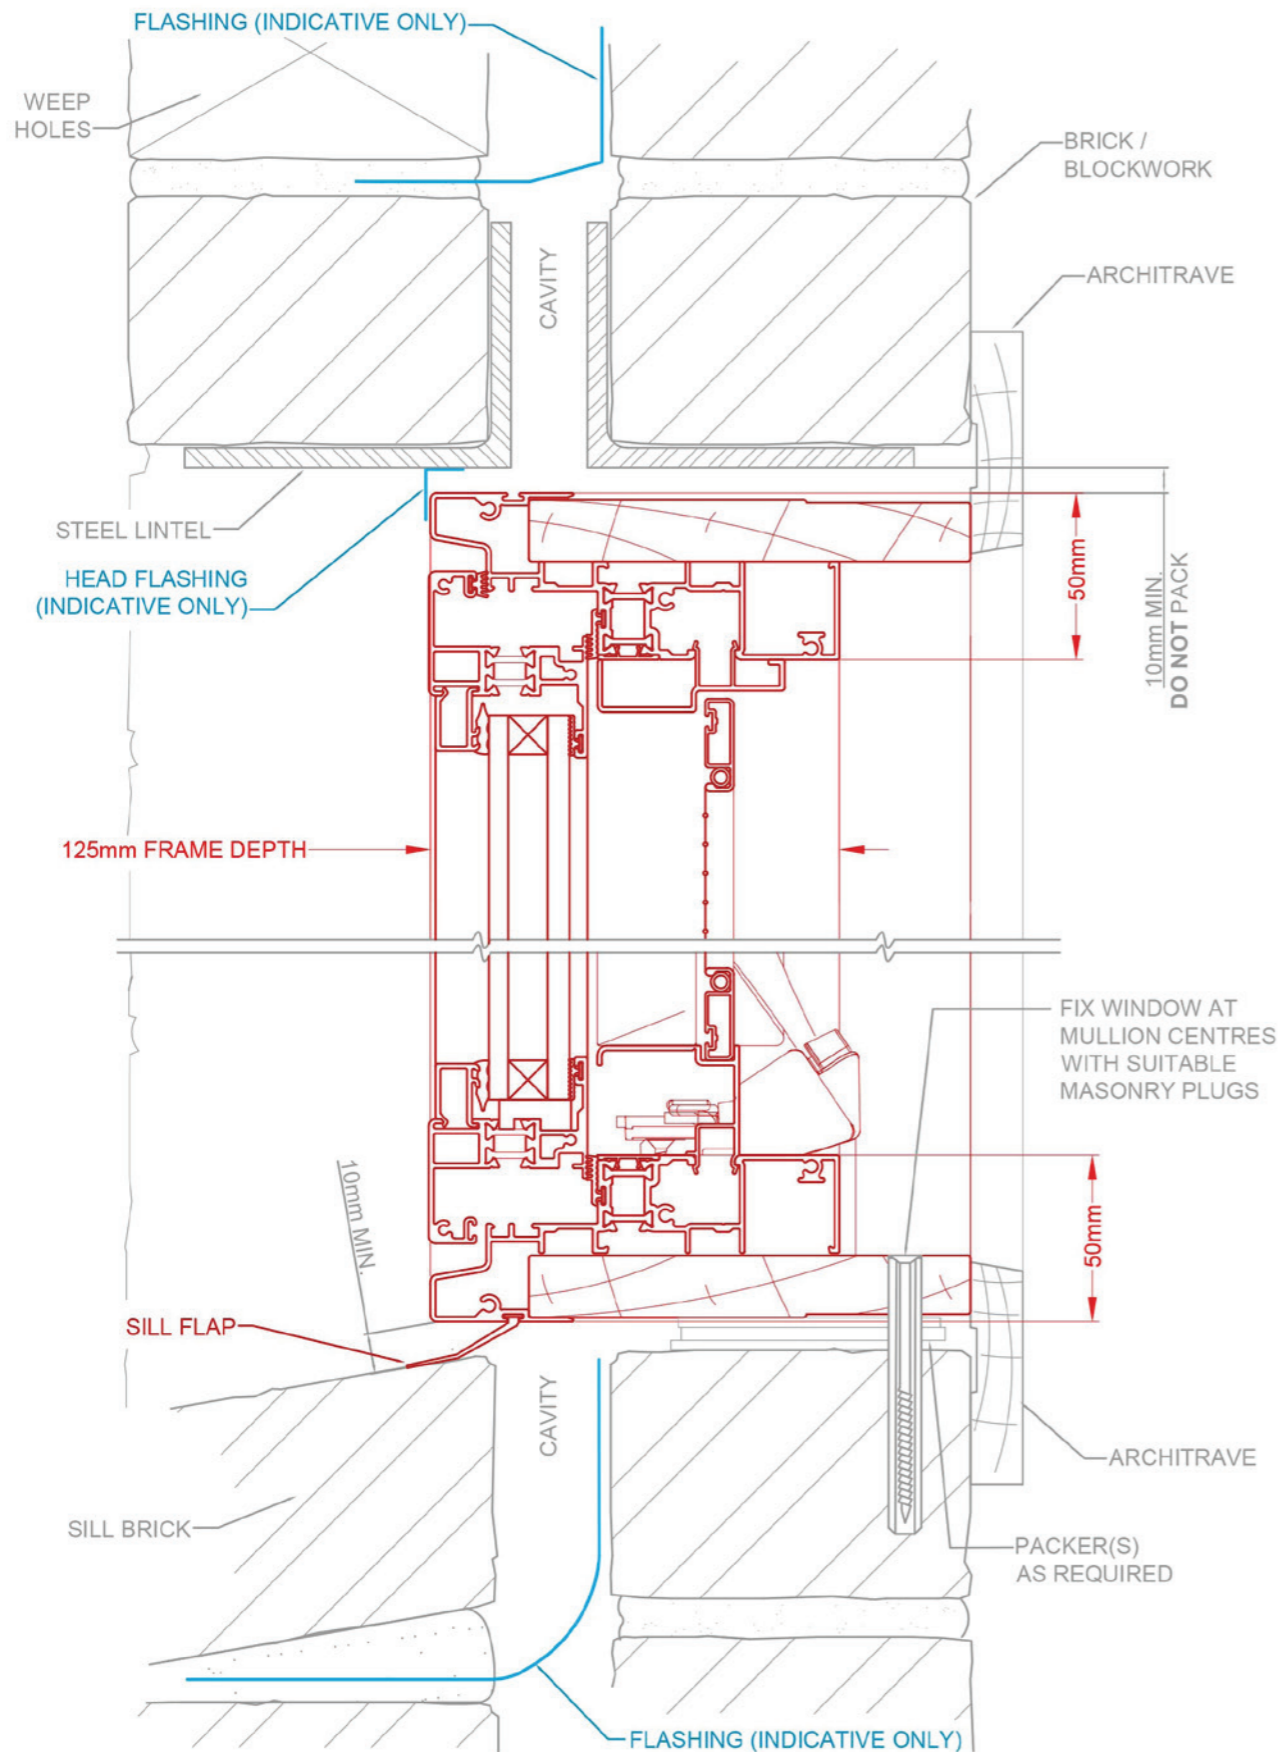 FLASHING (INDICATIVE ONLY)
WEEP
HOLES
BRICK /
BLOCKWORK
CAVITY
ARCHITRAVE
STEEL LINTEL
HEAD FLASHING
(INDICATIVE ONLY)
50mm
10mm MIN.
DO NOT PACK
125mm FRAME DEPTH
FIX WINDOW AT
MULLION CENTRES
WITH SUITABLE
MASONRY PLUGS
10mm MIN.
50mm
SILL FLAP
CAVITY
ARCHITRAVE
SILL BRICK
PACKER(S)
AS REQUIRED
FLASHING (INDICATIVE ONLY)